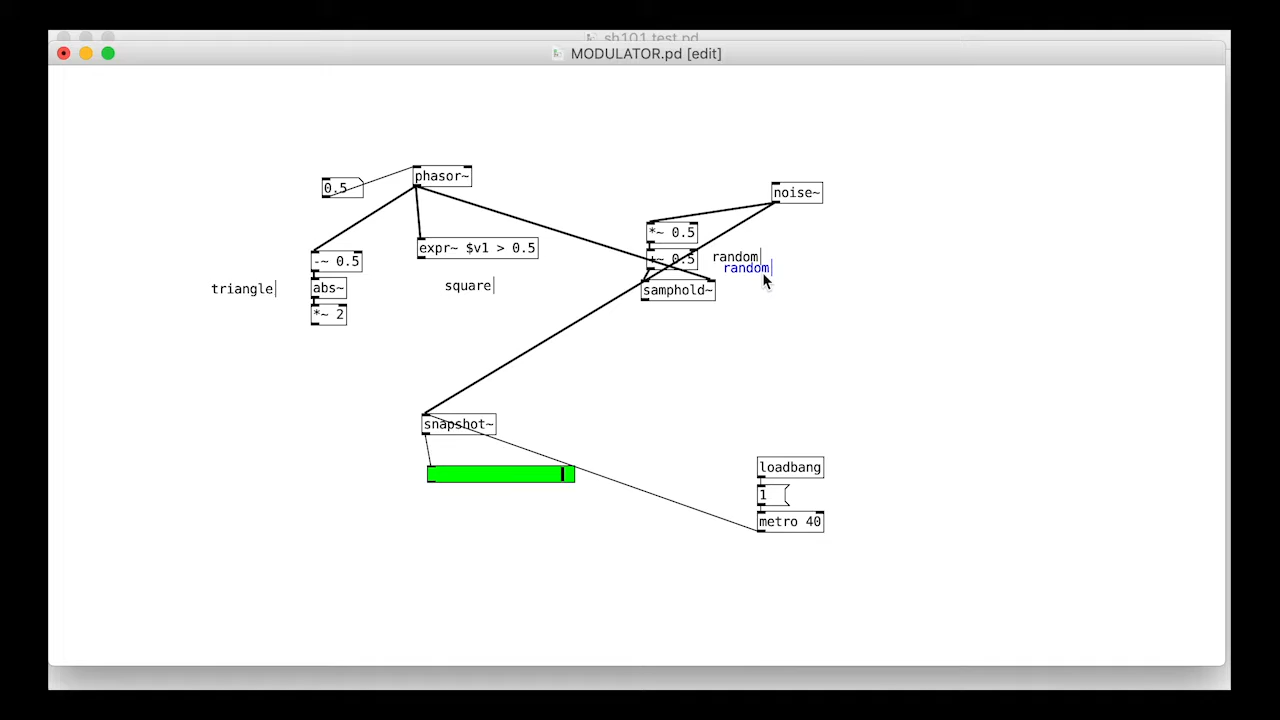 sh101 test.pd
MODULATOR.pd [edit]
phasor~
0.5
noise~
*~ 0.5
expr~ $v1 > 0.5
-~ 0.5
+~ 0.5
random
random
triangle
abs~
square
samphold~
*~ 2
snapshot~
loadbang
1
metro 40